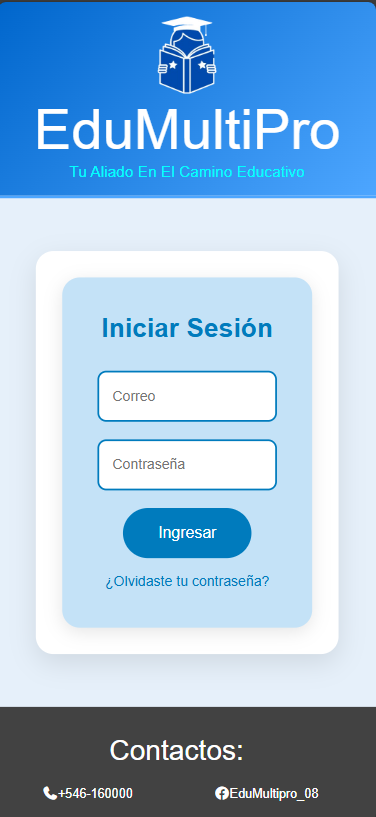 EduMultiPro
Tu Aliado En El Camino Educativo
Iniciar Sesión
Correo
Contraseña
Ingresar
¿Olvidaste tu contraseña?
Contactos:
+546-160000 EduMultipro_08